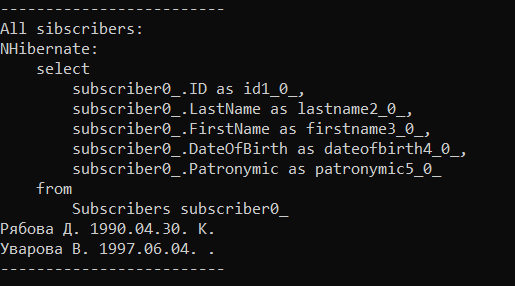 -------------------------
All sibscribers:
NHibernate:
    select
        subscriber0_.ID as id1_0_,
        subscriber0_.LastName as lastname2_0_,
        subscriber0_.FirstName as firstname3_0_,
        subscriber0_.DateOfBirth as dateofbirth4_0_,
        subscriber0_.Patronymic as patronymic5_0_
    from
        Subscribers subscriber0_
Рябова Д. 1990.04.30. К.
Уварова В. 1997.06.04. .
-------------------------